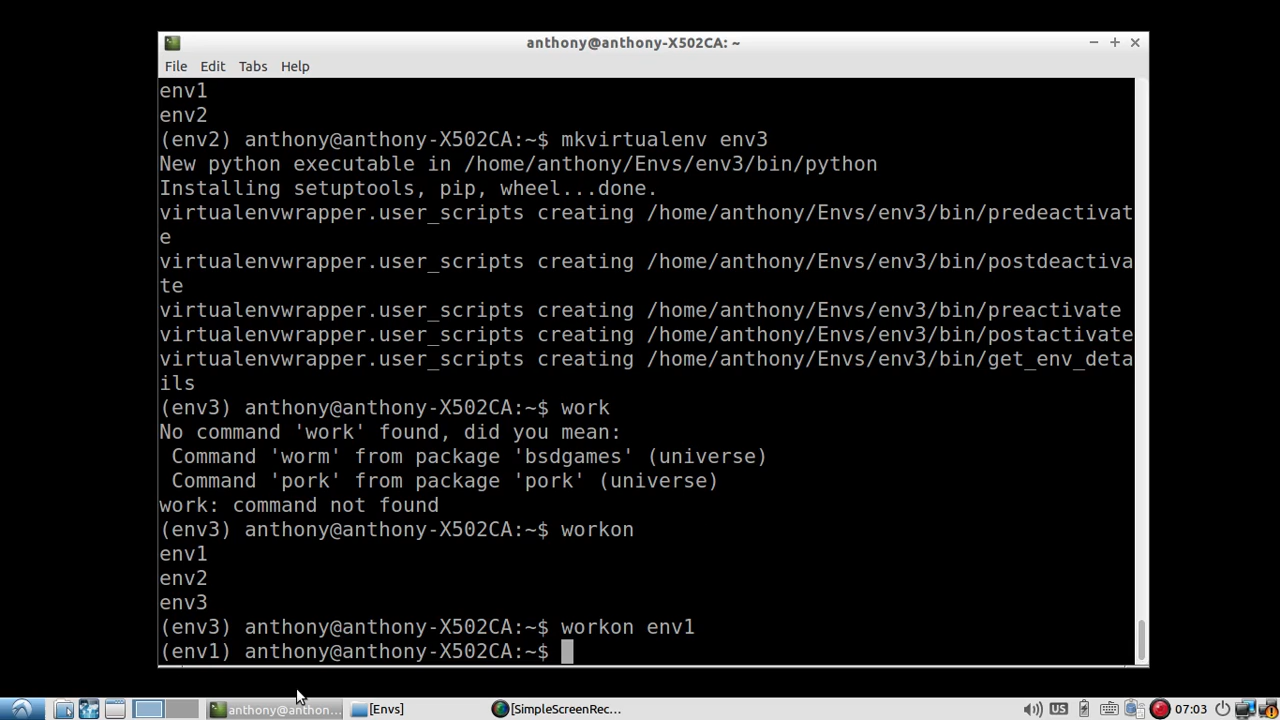 anthony@anthony-X502CA: ~
File Edit Tabs Help
env1
env2
(env2) anthony@anthony-X502CA:~$ mkvirtualenv env3
New python executable in /home/anthony/Envs/env3/bin/python
Installing setuptools, pip, wheel...done.
virtualenvwrapper.user_scripts creating /home/anthony/Envs/env3/bin/predeactivat
e
virtualenvwrapper.user_scripts creating /home/anthony/Envs/env3/bin/postdeactiva
te
virtualenvwrapper.user_scripts creating /home/anthony/Envs/env3/bin/preactivate
virtualenvwrapper.user_scripts creating /home/anthony/Envs/env3/bin/postactivate
virtualenvwrapper.user_scripts creating /home/anthony/Envs/env3/bin/get_env_deta
ils
(env3) anthony@anthony-X502CA:~$ work
No command 'work' found, did you mean:
 Command 'worm' from package 'bsdgames' (universe)
 Command 'pork' from package 'pork' (universe)
work: command not found
(env3) anthony@anthony-X502CA:~$ workon
env1
env2
env3
(env3) anthony@anthony-X502CA:~$ workon env1
(env1) anthony@anthony-X502CA:~$
anthony@anthon... [Envs] [SimpleScreenRec... US 07:03